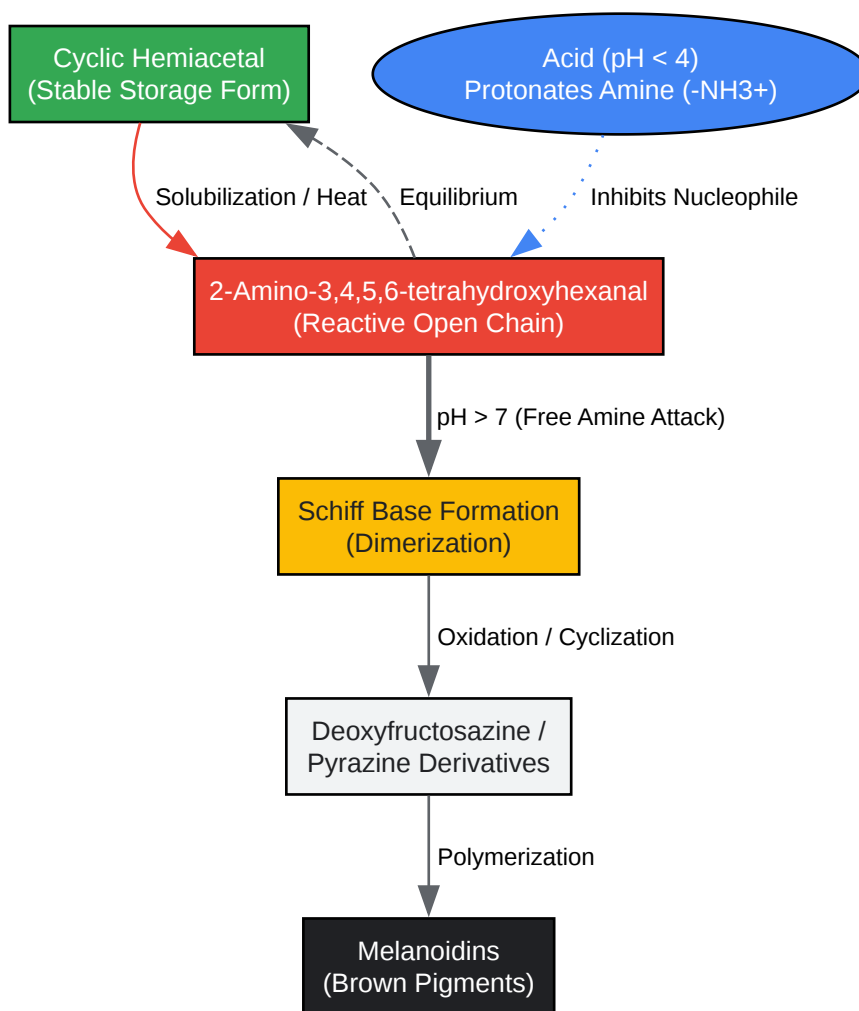 Cyclic Hemiacetal
(Stable Storage Form)
Acid (pH < 4)
Protonates Amine (-NH3+)
Solubilization / Heat
Equilibrium
Inhibits Nucleophile
2-Amino-3,4,5,6-tetrahydroxyhexanal
(Reactive Open Chain)
pH > 7 (Free Amine Attack)
Schiff Base Formation
(Dimerization)
Oxidation / Cyclization
Deoxyfructosazine /
Pyrazine Derivatives
Polymerization
Melanoidins
(Brown Pigments)